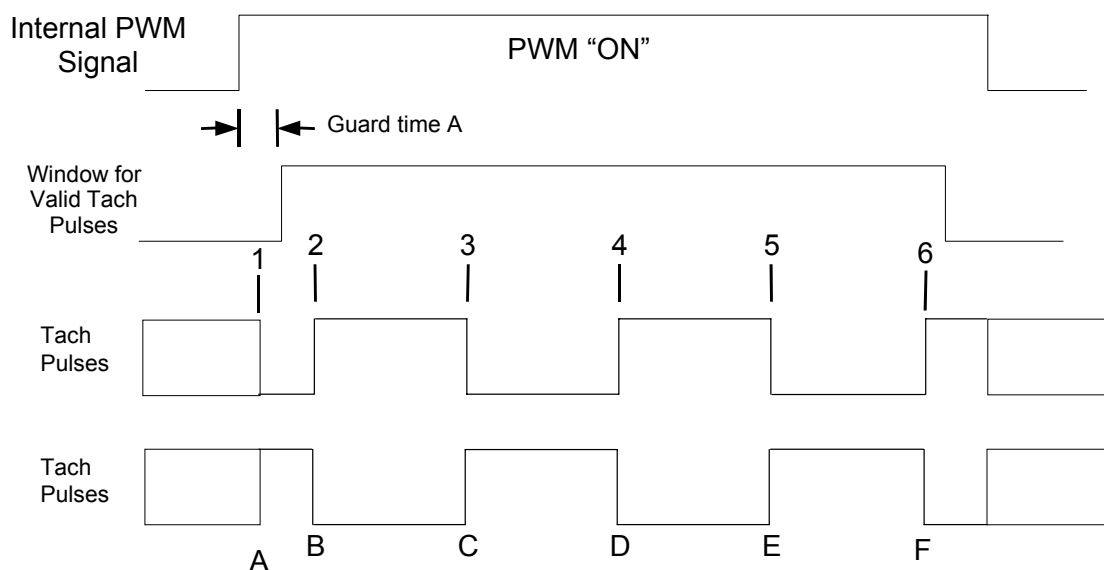 Internal PWM
Signal
PWM “ON”
Guard time A
Window for
Valid Tach
Pulses
1
2
3
4
5
6
Tach
Pulses
Tach
Pulses
A
B
C
D
E
F